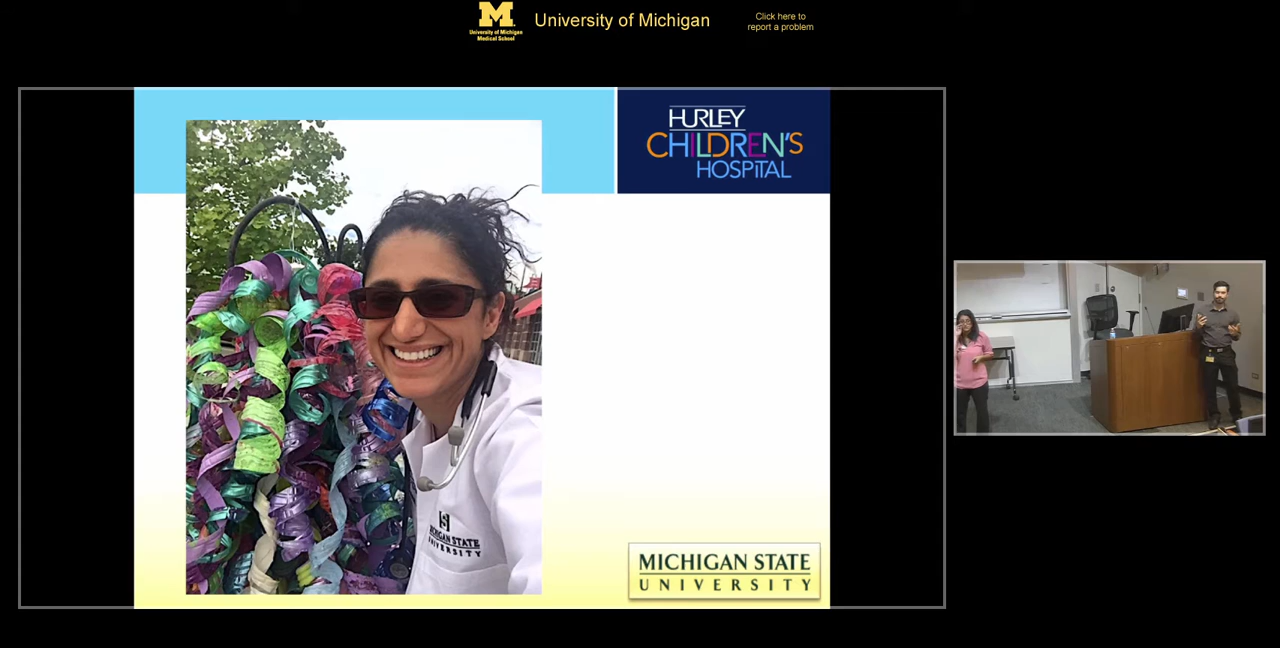 M
University of Michigan
Medical School
University of Michigan
Click here to
report a problem
HURLEY
CHILDREN'S
HOSPITAL
MICHIGAN STATE
UNIVERSITY
MICHIGAN STATE
UNIVERSITY